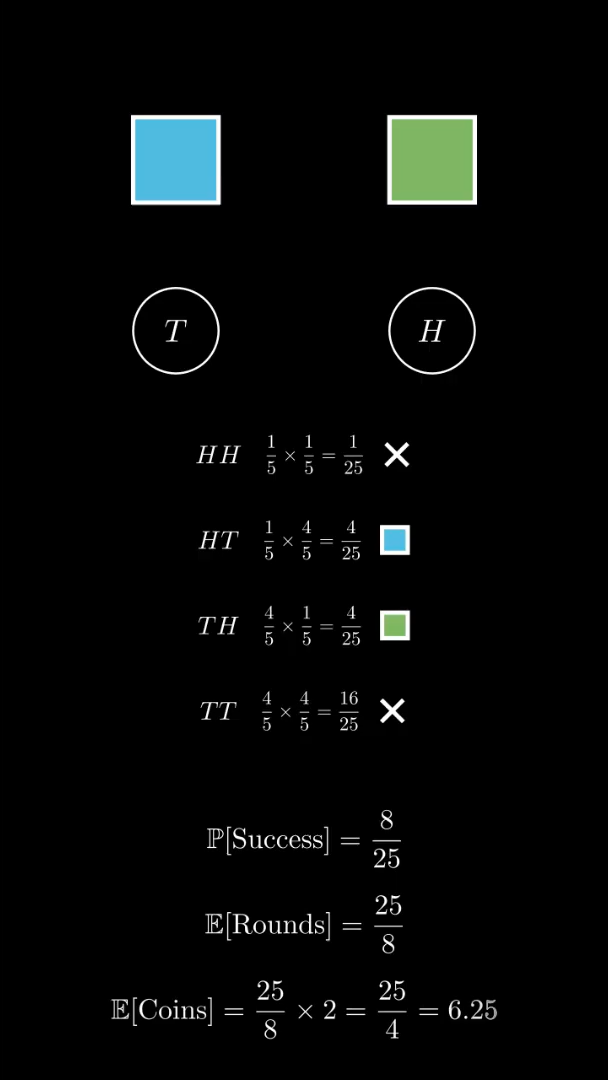 T H
HH 1/5 × 1/5 = 1/25
HT 1/5 × 4/5 = 4/25
TH 4/5 × 1/5 = 4/25
TT 4/5 × 4/5 = 16/25
ℙ[Success] = 8/25
𝔼[Rounds] = 25/8
𝔼[Coins] = 25/8 × 2 = 25/4 = 6.25